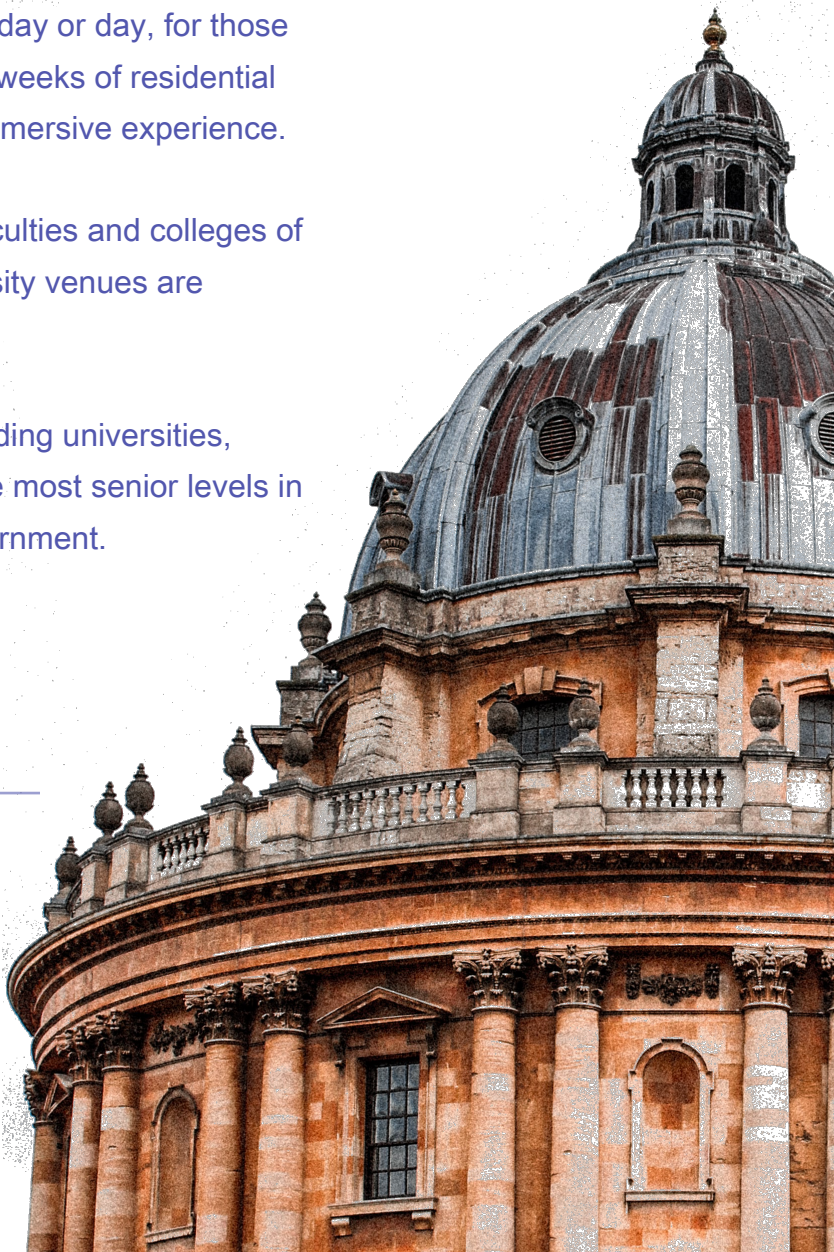 day or day, for those
weeks of residential
mersive experience.
culties and colleges of
sity venues are
ding universities,
most senior levels in
rnment.